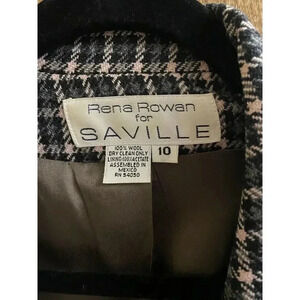 Rena Rowan
for
SAVILLE
100% WOOL
DRY CLEAN ONLY
LINING-100% ACETATE
ASSEMBLED IN
MEXICO
RN 54050
10